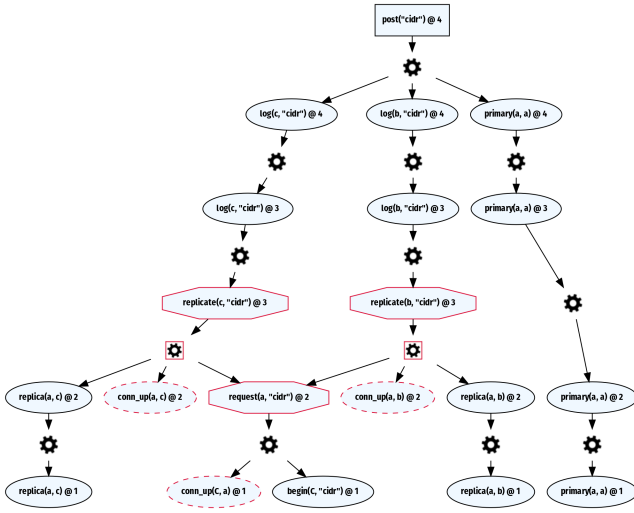 post("cidr") @ 4
log(c, "cidr") @ 4
log(b, "cidr") @ 4
primary(a, a) @ 4
log(c, "cidr") @ 3
log(b, "cidr") @ 3
primary(a, a) @ 3
replicate(c, "cidr") @ 3
replicate(b, "cidr") @ 3
replica(a, c) @ 2
conn_up(a, c) @ 2
request(a, "cidr") @ 2
conn_up(a, b) @ 2
replica(a, b) @ 2
primary(a, a) @ 2
replica(a, c) @ 1
conn_up(C, a) @ 1
begin(C, "cidr") @ 1
replica(a, b) @ 1
primary(a, a) @ 1